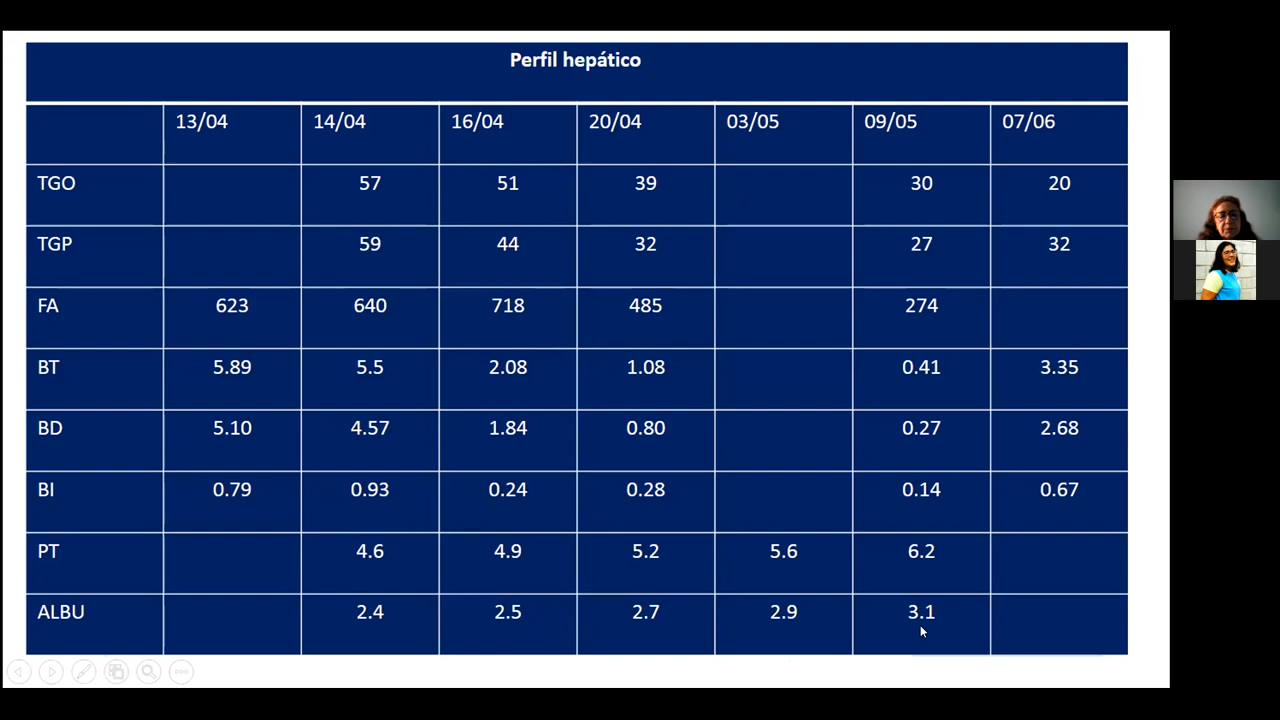 Perfil hepático
13/04 14/04 16/04 20/04 03/05 09/05 07/06
TGO 57 51 39 30 20
TGP 59 44 32 27 32
FA 623 640 718 485 274
BT 5.89 5.5 2.08 1.08 0.41 3.35
BD 5.10 4.57 1.84 0.80 0.27 2.68
BI 0.79 0.93 0.24 0.28 0.14 0.67
PT 4.6 4.9 5.2 5.6 6.2
ALBU 2.4 2.5 2.7 2.9 3.1